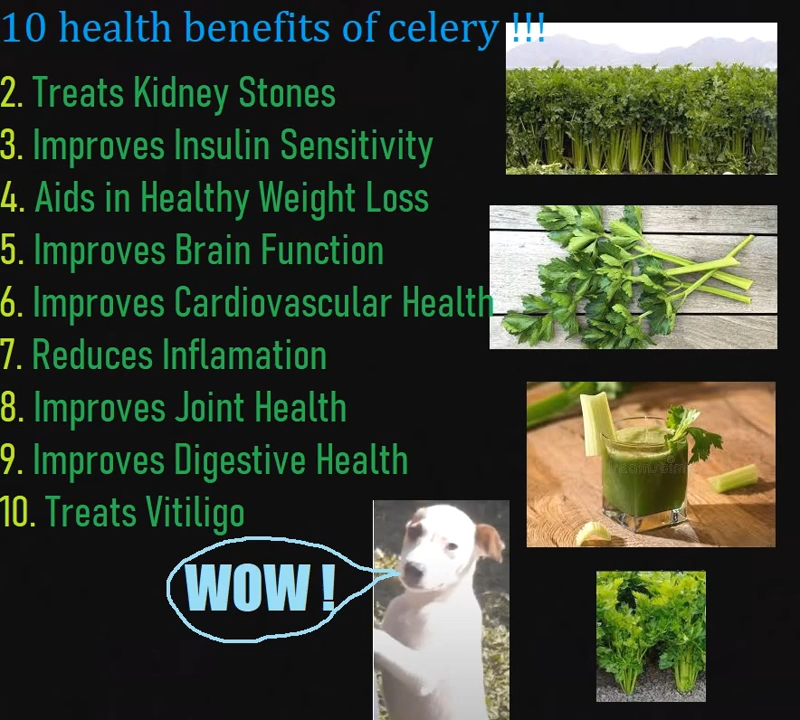 10 health benefits of celery !!!
2. Treats Kidney Stones
3. Improves Insulin Sensitivity
4. Aids in Healthy Weight Loss
5. Improves Brain Function
6. Improves Cardiovascular Health
7. Reduces Inflamation
8. Improves Joint Health
9. Improves Digestive Health
10. Treats Vitiligo
WOW !